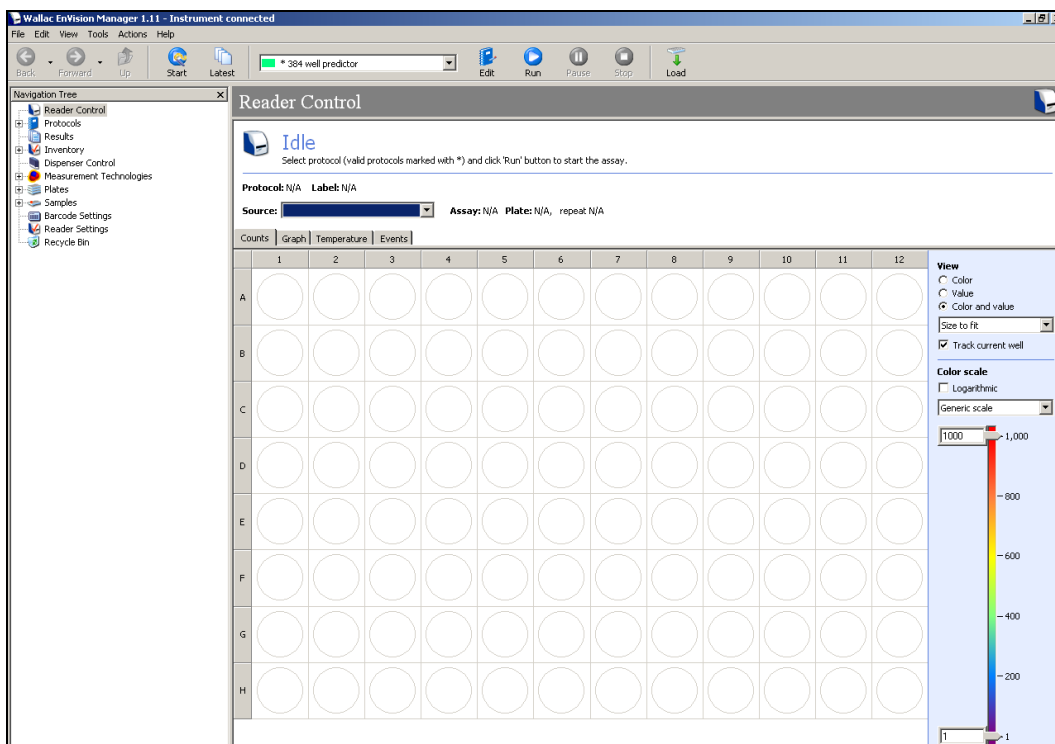 Wallac EnVision Manager 1.11 - Instrument connected
File Edit View Tools Actions Help
Back Forward Up Start Latest * 384 well predictor Edit Run Pause Stop Load
Navigation Tree
Reader Control
Protocols
Results
Inventory
Dispenser Control
Measurement Technologies
Plates
Samples
Barcode Settings
Reader Settings
Recycle Bin
Reader Control
Idle
Select protocol (valid protocols marked with *) and click 'Run' button to start the assay.
Protocol: N/A Label: N/A
Source: Assay: N/A Plate: N/A, repeat N/A
Counts Graph Temperature Events
1 2 3 4 5 6 7 8 9 10 11 12
A
B
C
D
E
F
G
H
View
Color
Value
Color and value
Size to fit
Track current well
Color scale
Logarithmic
Generic scale
1000 1,000
800
600
400
200
1 1